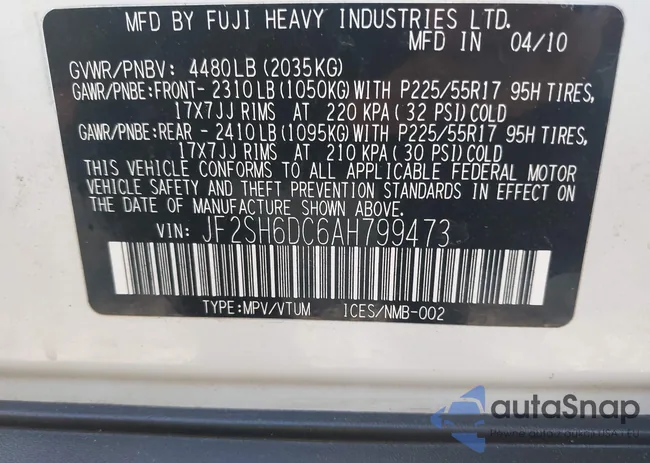 MFD BY FUJI HEAVY INDUSTRIES LTD.
MFD IN 04/10
GVWR/PNBV: 4480LB(2035KG)
GAWR/PNBE:FRONT- 2310LB(1050KG)WITH P225/55R17 95H TIRES,
17X7JJ RIMS AT 220 KPA(32 PSI)COLD
GAWR/PNBE:REAR - 2410LB(1095KG)WITH P225/55R17 95H TIRES,
17X7JJ RIMS AT 210 KPA(30 PSI)COLD
THIS VEHICLE CONFORMS TO ALL APPLICABLE FEDERAL MOTOR
VEHICLE SAFETY AND THEFT PREVENTION STANDARDS IN EFFECT ON
THE DATE OF MANUFACTURE SHOWN ABOVE.
VIN: JF2SH6DC6AH799473
TYPE:MPV/VTUM ICES/NMB-002
autoSnap